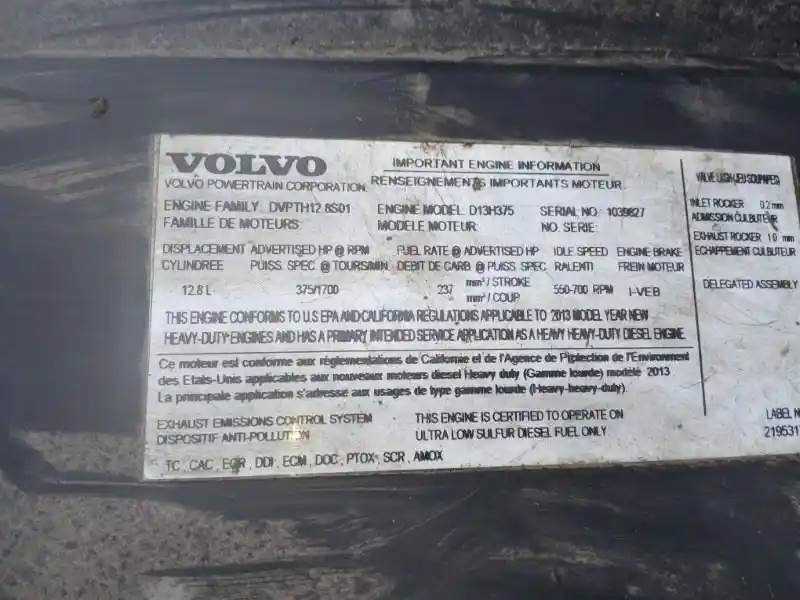 VOLVO
VOLVO POWERTRAIN CORPORATION
IMPORTANT ENGINE INFORMATION
RENSEIGNEMENTS IMPORTANTS MOTEUR
ENGINE FAMILY: DVPTH12.8S01 ENGINE MODEL: D13H375 SERIAL NO: 1039827
FAMILLE DE MOTEURS: MODELE MOTEUR: NO. SERIE:
DISPLACEMENT ADVERTISED HP @ RPM FUEL RATE @ ADVERTISED HP IDLE SPEED ENGINE BRAKE
CYLINDREE PUISS SPEC @ TOURS/MIN. DEBIT DE CARB @ PUISS SPEC RALENTI FREIN MOTEUR
12.8 L 375/1700 237 mm³/STROKE 550-700 RPM I-VEB
mm³/COUP
THIS ENGINE CONFORMS TO U.S EPA AND CALIFORNIA REGULATIONS APPLICABLE TO 2013 MODEL YEAR NEW
HEAVY-DUTY ENGINES AND HAS A PRIMARY INTENDED SERVICE APPLICATION AS A HEAVY HEAVY-DUTY DIESEL ENGINE.
Ce moteur est conforme aux réglementations de Californie et de l'Agence de Protection de l'Environment
des Etats-Unis applicables aux nouveaux moteurs diesel Heavy duty (Gamme lourde) modèle 2013
La principale application s'adresse aux usages de type gamme lourde (Heavy-heavy-duty).
EXHAUST EMISSIONS CONTROL SYSTEM
DISPOSITIF ANTI-POLLUTION
THIS ENGINE IS CERTIFIED TO OPERATE ON
ULTRA LOW SULFUR DIESEL FUEL ONLY
TC, CAC, EGR, DDI, ECM, DOC, PTOX, SCR, AMOX
INLET ROCKER 0.2 mm
ADMISSION CULBUTEUR
EXHAUST ROCKER 1.0 mm
ECHAPPEMENT CULBUTEUR
DELEGATED ASSEMBLY
LABEL